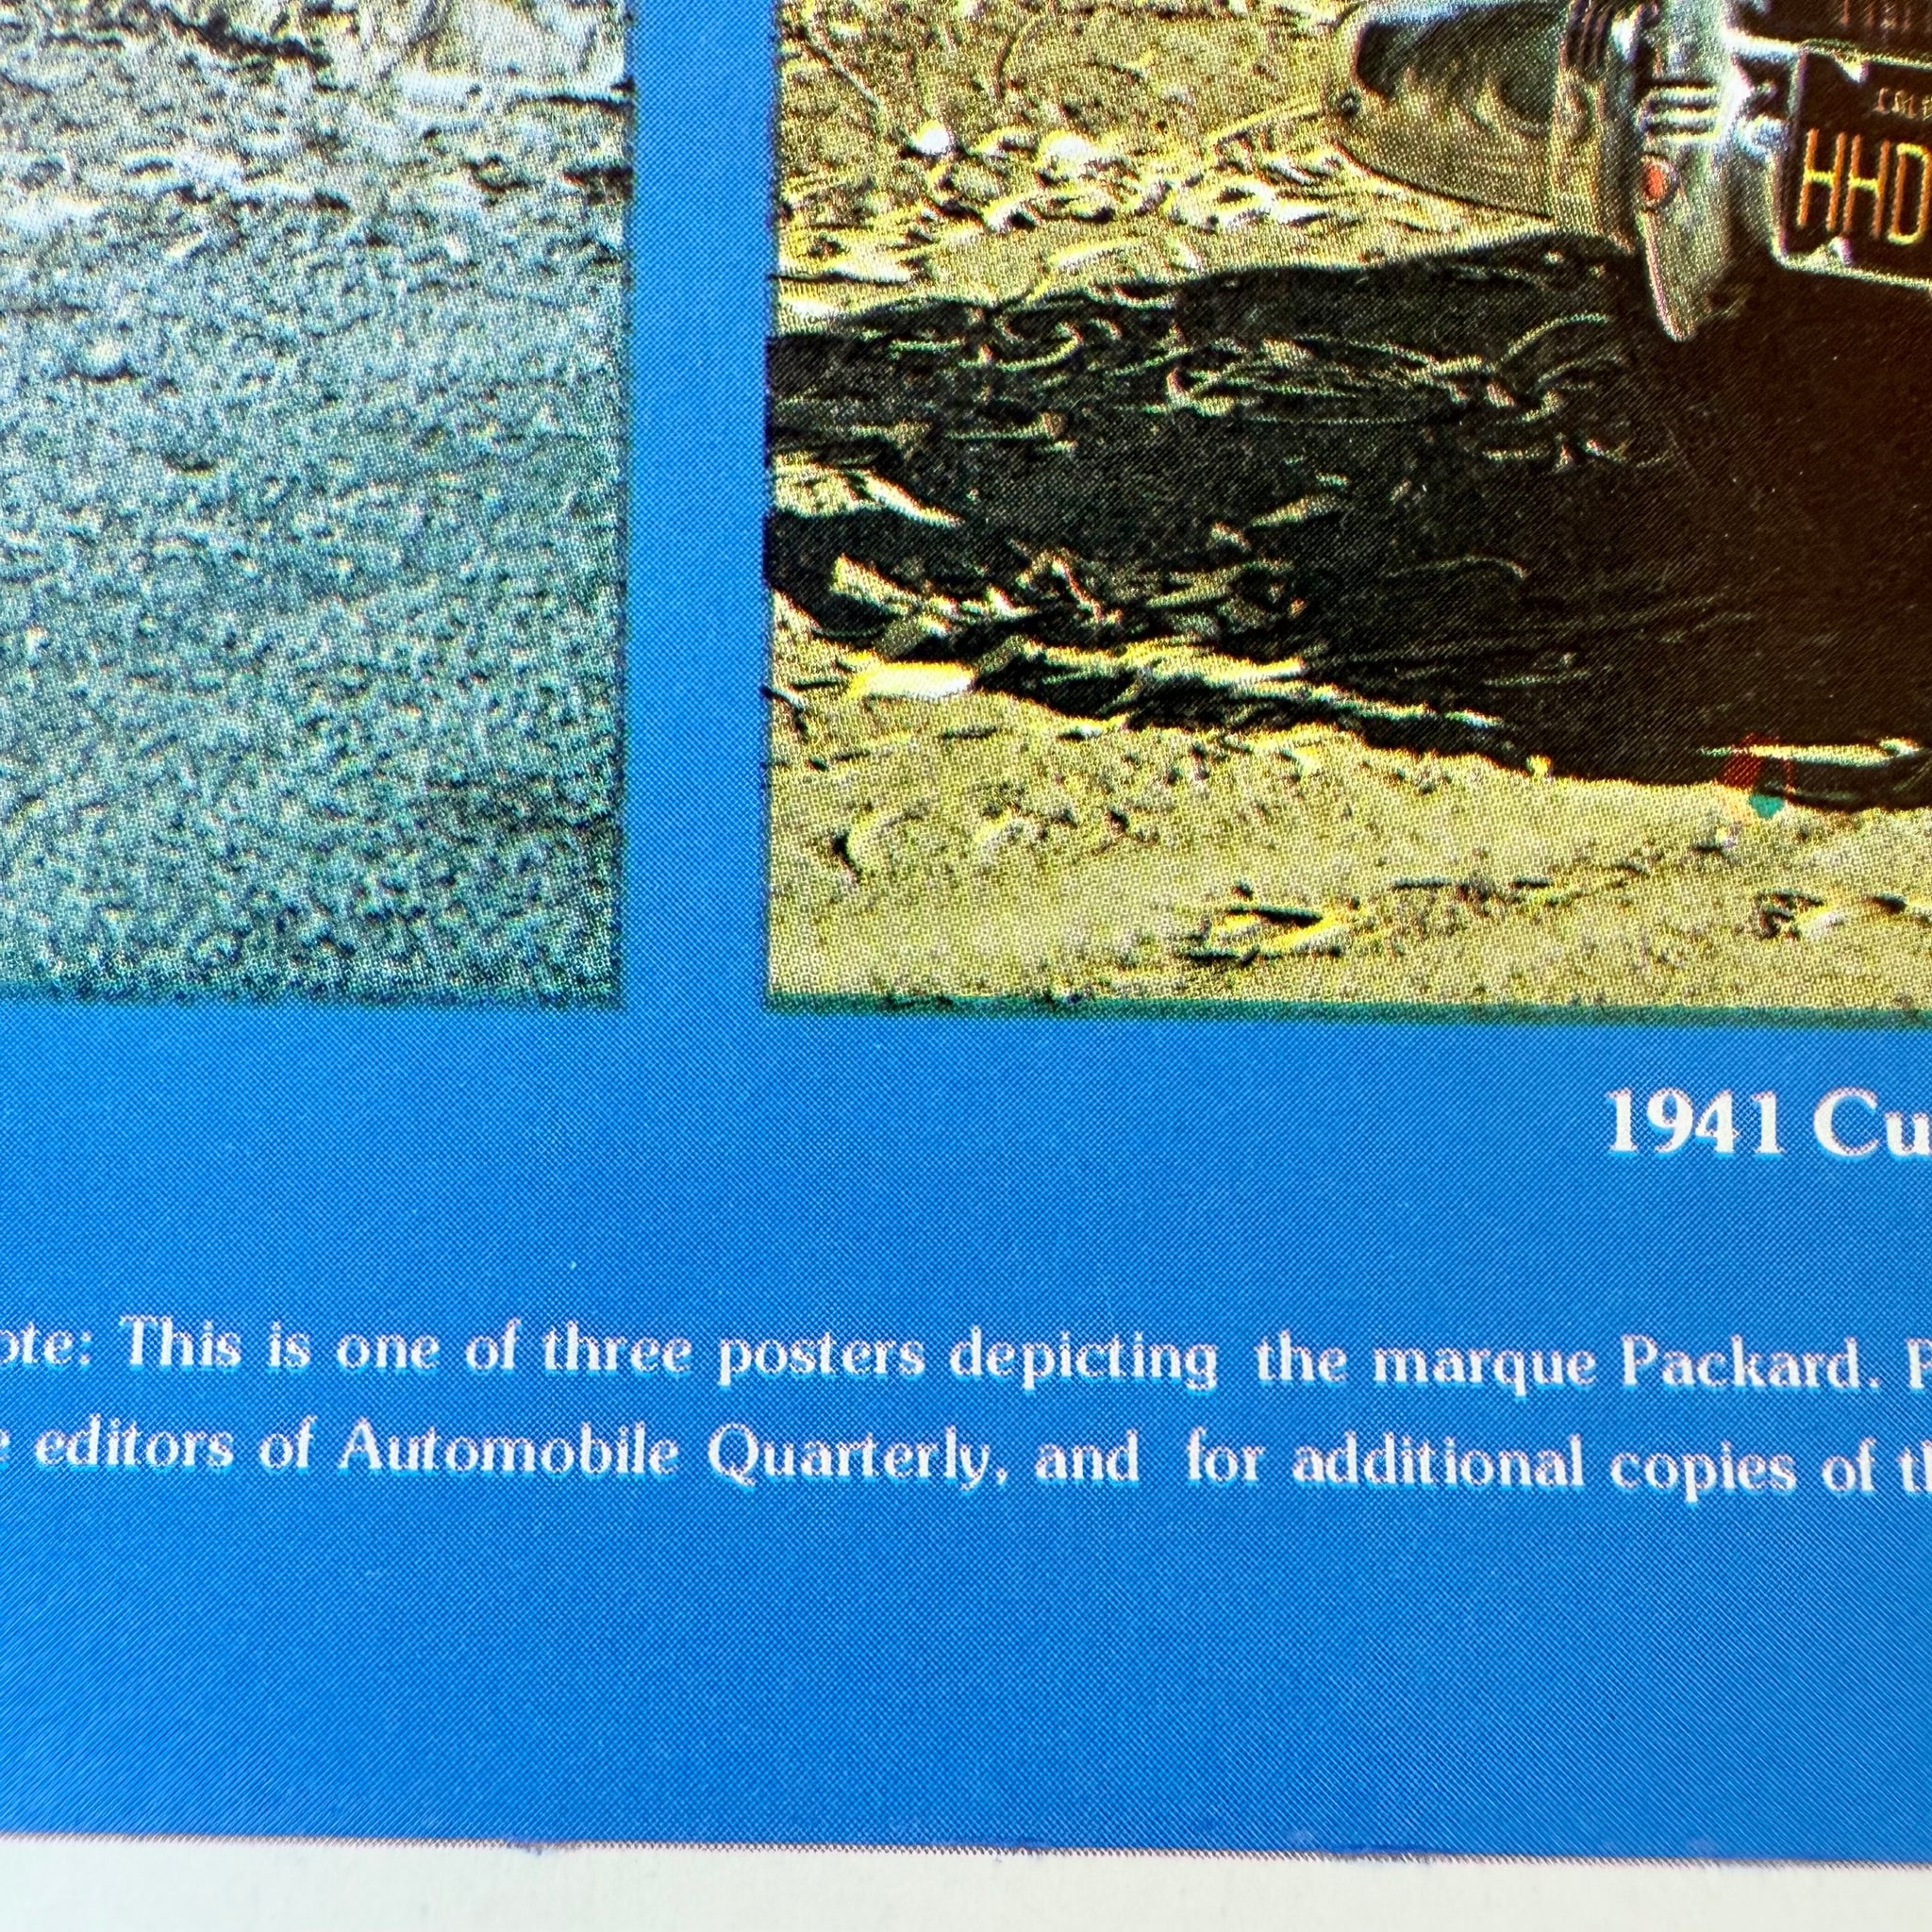 HHD
1941 Cu
ote: This is one of three posters depicting the marque Packard. P
e editors of Automobile Quarterly, and for additional copies of th